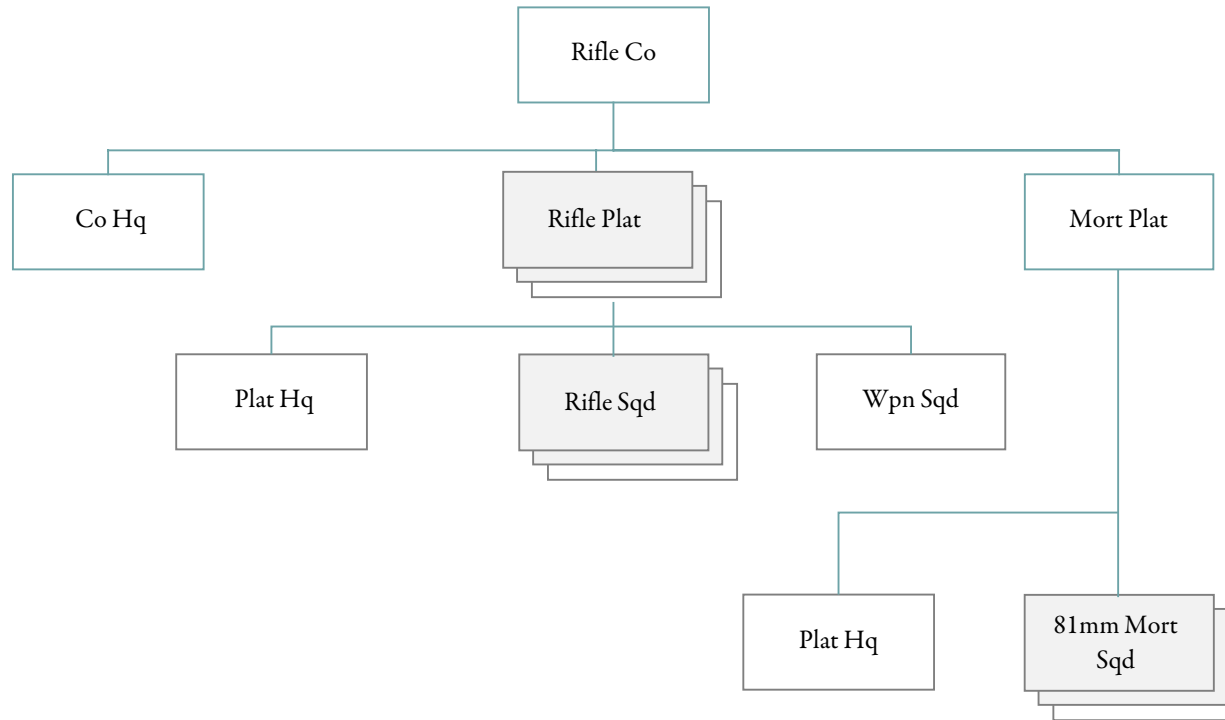 Rifle Co
Co Hq
Rifle Plat
Mort Plat
Plat Hq
Rifle Sqd
Wpn Sqd
Plat Hq
81mm Mort
Sqd